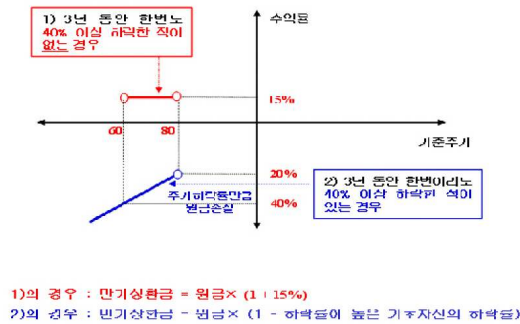 1) 3년 동안 한번도
40% 이상 하락한 적이
없는 경우
수익률
15%
60
80
기준주가
20%
주가하락률만큼
원금손실
40%
2) 3년 동안 한번이라도
40% 이상 하락한 적이
있는 경우
1)의 경우 : 만기상환금 = 원금× (1+15%)
2)의 경우 : 만기상환금 = 원금× (1 - 하락률이 높은 기초자산의 하락률)